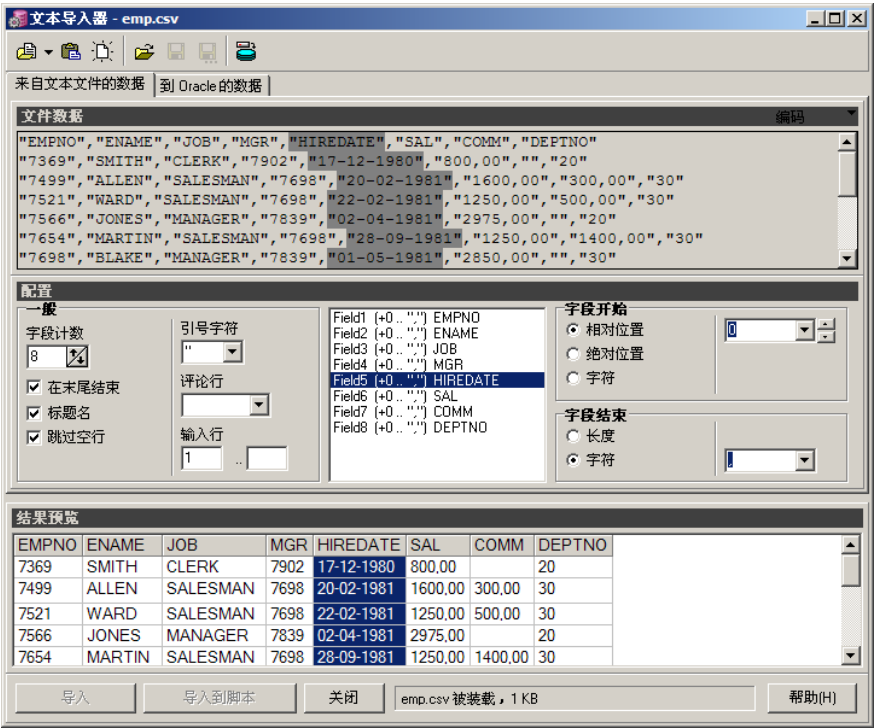 文本导入器 - emp.csv
来自文本文件的数据 到 Oracle 的数据
文件数据 编码
"EMPNO","ENAME","JOB","MGR","HIREDATE","SAL","COMM","DEPTNO"
"7369","SMITH","CLERK","7902","17-12-1980","800,00","","20"
"7499","ALLEN","SALESMAN","7698","20-02-1981","1600,00","300,00","30"
"7521","WARD","SALESMAN","7698","22-02-1981","1250,00","500,00","30"
"7566","JONES","MANAGER","7839","02-04-1981","2975,00","","20"
"7654","MARTIN","SALESMAN","7698","28-09-1981","1250,00","1400,00","30"
"7698","BLAKE","MANAGER","7839","01-05-1981","2850,00","","30"
配置
一般
字段计数
8
在末尾结束
标题名
跳过空行
引号字符
"
评论行
输入行
1 ..
Field1 (+0 .. ",") EMPNO
Field2 (+0 .. ",") ENAME
Field3 (+0 .. ",") JOB
Field4 (+0 .. ",") MGR
Field5 (+0 .. ",") HIREDATE
Field6 (+0 .. ",") SAL
Field7 (+0 .. ",") COMM
Field8 (+0 .. ",") DEPTNO
字段开始
相对位置 0
绝对位置
字符
字段结束
长度
字符 ,
结果预览
EMPNO ENAME JOB MGR HIREDATE SAL COMM DEPTNO
7369 SMITH CLERK 7902 17-12-1980 800,00 20
7499 ALLEN SALESMAN 7698 20-02-1981 1600,00 300,00 30
7521 WARD SALESMAN 7698 22-02-1981 1250,00 500,00 30
7566 JONES MANAGER 7839 02-04-1981 2975,00 20
7654 MARTIN SALESMAN 7698 28-09-1981 1250,00 1400,00 30
导入 导入到脚本 关闭 emp.csv 被装载，1 KB 帮助(H)